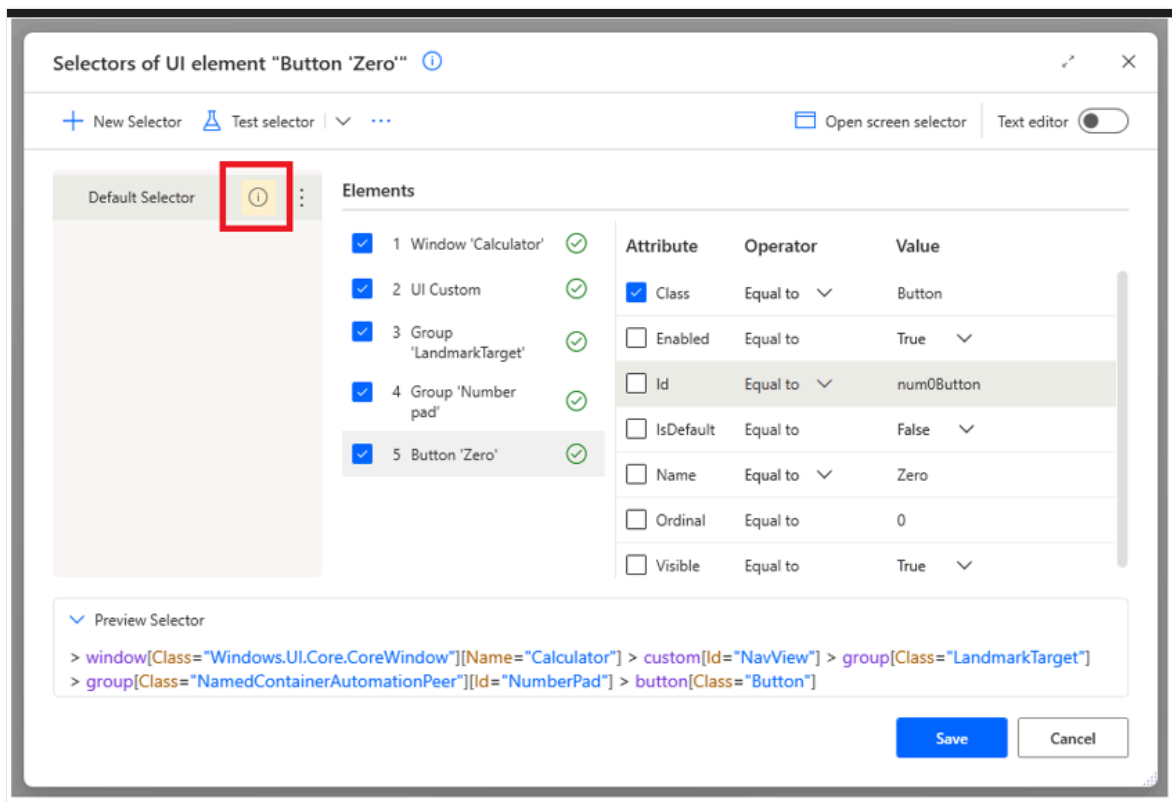 Selectors of UI element "Button 'Zero'"
New Selector Test selector Open screen selector Text editor
Default Selector
Elements
1 Window 'Calculator'
2 UI Custom
3 Group
'LandmarkTarget'
4 Group 'Number
pad'
5 Button 'Zero'
Attribute Operator Value
Class Equal to Button
Enabled Equal to True
Id Equal to num0Button
IsDefault Equal to False
Name Equal to Zero
Ordinal Equal to 0
Visible Equal to True
Preview Selector
> window[Class="Windows.UI.Core.CoreWindow"][Name="Calculator"] > custom[Id="NavView"] > group[Class="LandmarkTarget"]
> group[Class="NamedContainerAutomationPeer"][Id="NumberPad"] > button[Class="Button"]
Save Cancel